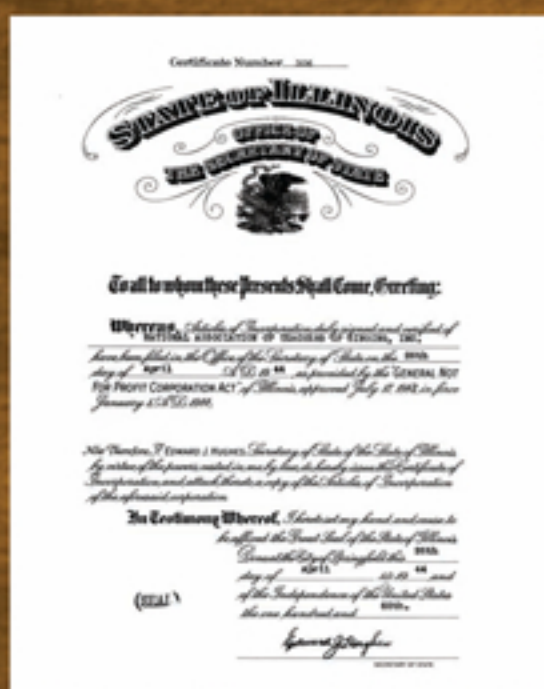 Certificate Number
STATE OF ILLINOIS
OFFICE OF
THE SECRETARY OF STATE
To all to whom these Presents Shall Come, Greeting:
Whereas, Articles of Incorporation duly signed and verified of
NATIONAL ASSOCIATION OF TEACHERS OF SINGING, INC.
have been filed in the Office of the Secretary of State on the
day of April A.D. 19 44 as provided by the "GENERAL NOT
FOR PROFIT CORPORATION ACT" of Illinois, approved July 17, 1943, in force
January 1, A.D. 1944.
Now Therefore, I, EDWARD J. HUGHES, Secretary of State of the State of Illinois
by virtue of the powers vested in me by law, do hereby issue this Certificate of
Incorporation and attach thereto a copy of the Articles of Incorporation
of the aforesaid corporation.
In Testimony Whereof, I hereto set my hand and cause to
be affixed the Great Seal of the State of Illinois
Done at the City of Springfield this
day of April A.D. 19 44 and
(SEAL) of the Independence of the United States
the one hundred and
Edward J. Hughes
SECRETARY OF STATE